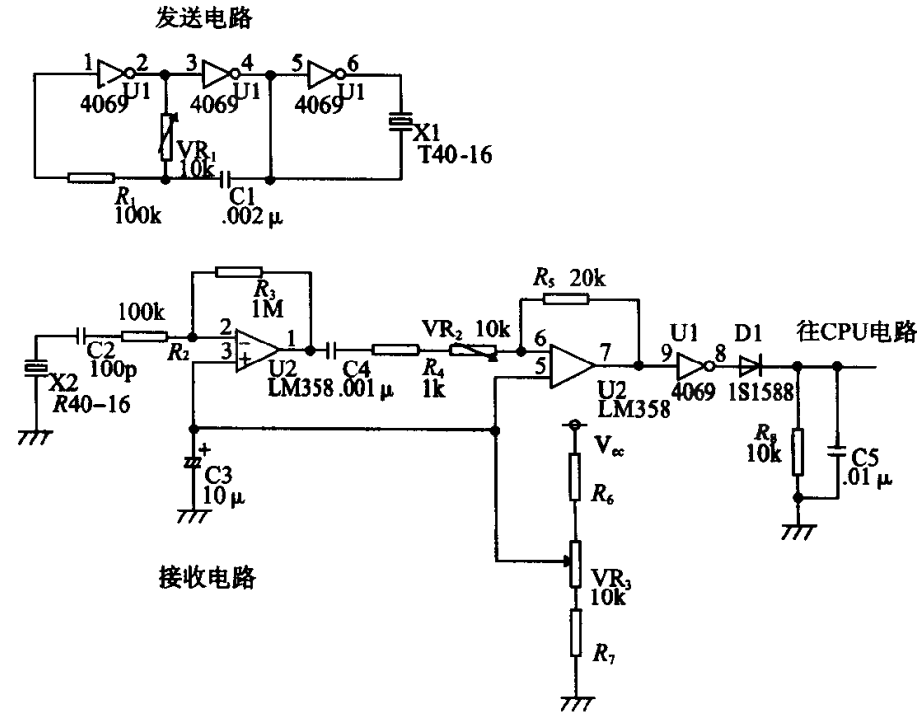 发送电路
1 2 3 4 5 6
4069 U1 4069 U1 4069 U1
X1
T40-16
VR1
10k
R1
100k
C1
.002 μ
R3
1M
R5 20k
100k
VR2 10k
U1 D1 往CPU电路
C2
100p
R2
2
3
1
U2
LM358
C4
.001 μ
R4
1k
6
5
7
U2
LM358
9 8
4069
1S1588
X2
R40-16
R8
10k
C5
.01 μ
+
C3
10 μ
Vcc
R6
接收电路
VR3
10k
R7